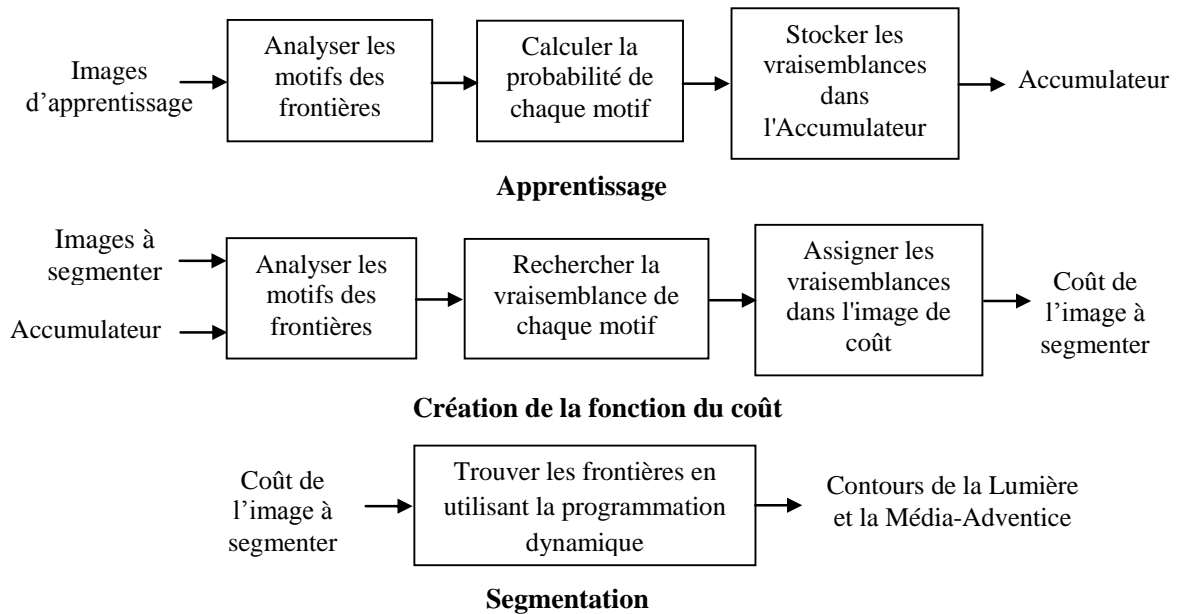 Images
d’apprentissage
Analyser les
motifs des
frontières
Calculer la
probabilité de
chaque motif
Stocker les
vraisemblances
dans
l'Accumulateur
Accumulateur
Apprentissage
Images à
segmenter
Accumulateur
Analyser les
motifs des
frontières
Rechercher la
vraisemblance de
chaque motif
Assigner les
vraisemblances
dans l'image de
coût
Coût de
l’image à
segmenter
Création de la fonction du coût
Coût de
l’image à
segmenter
Trouver les frontières en
utilisant la programmation
dynamique
Contours de la Lumière
et la Média-Adventice
Segmentation